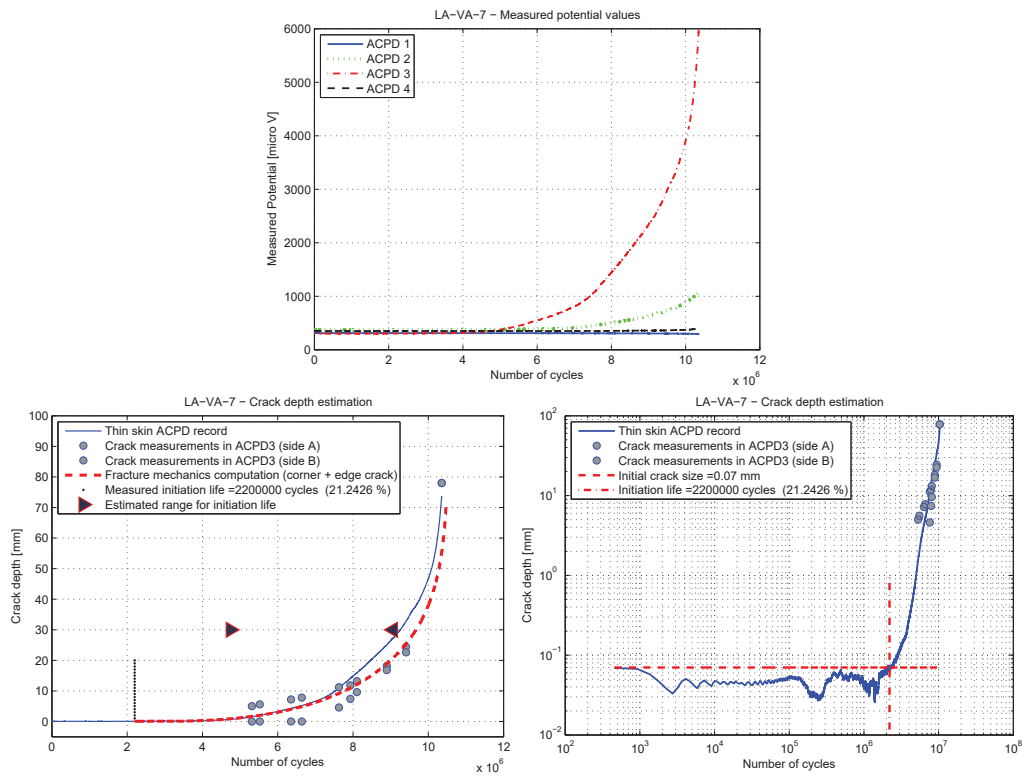 LA−VA−7 − Measured potential values
6000
5000
4000
3000
2000
1000
0
Measured Potential [micro V]
ACPD 1
ACPD 2
ACPD 3
ACPD 4
0 2 4 6 8 10 12
Number of cycles
x 10^6
LA−VA−7 − Crack depth estimation
100
90
80
70
60
50
40
30
20
10
0
Crack depth [mm]
Thin skin ACPD record
Crack measurements in ACPD3 (side A)
Crack measurements in ACPD3 (side B)
Fracture mechanics computation (corner + edge crack)
Measured initiation life =2200000 cycles (21.2426 %)
Estimated range for initiation life
0 2 4 6 8 10 12
Number of cycles
x 10^6
LA−VA−7 − Crack depth estimation
10^2
10^1
10^0
10^−1
10^−2
Crack depth [mm]
Thin skin ACPD record
Crack measurements in ACPD3 (side A)
Crack measurements in ACPD3 (side B)
Initial crack size =0.07 mm
Initiation life =2200000 cycles (21.2426 %)
10^2 10^3 10^4 10^5 10^6 10^7 10^8
Number of cycles